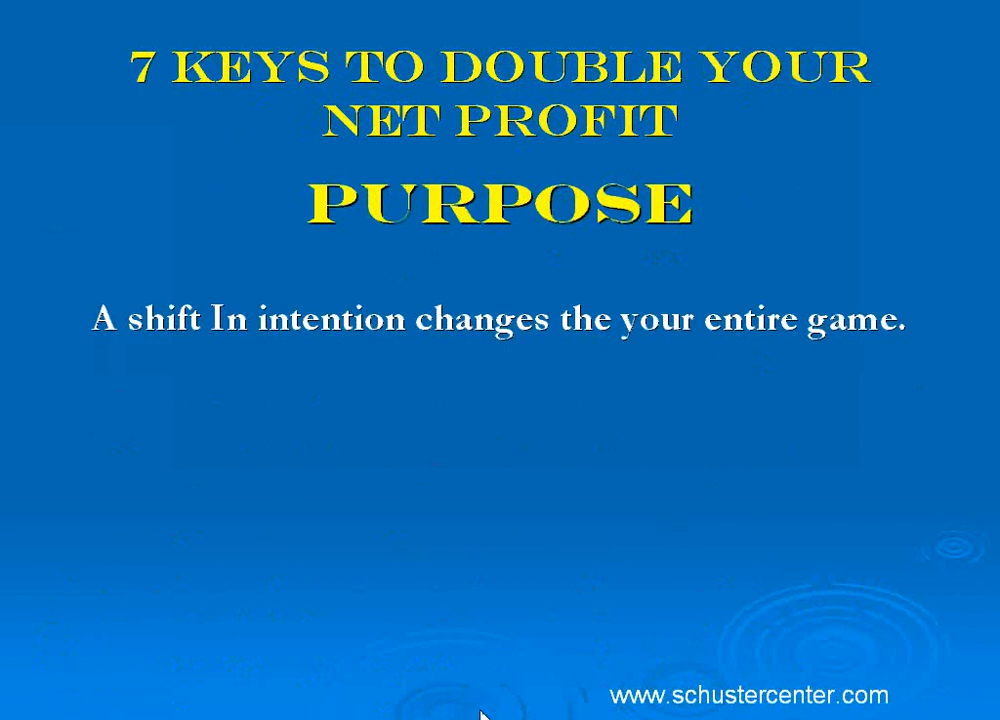 7 KEYS TO DOUBLE YOUR
NET PROFIT
PURPOSE
A shift In intention changes the your entire game.
www.schustercenter.com